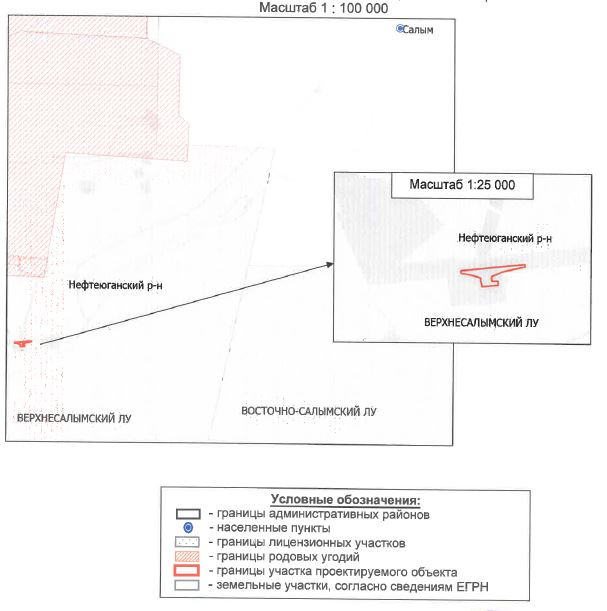 Масштаб 1 : 100 000
Салым
Масштаб 1:25 000
Нефтеюганский р-н
ВЕРХНЕСАЛЫМСКИЙ ЛУ
Нефтеюганский р-н
ВЕРХНЕСАЛЫМСКИЙ ЛУ
ВОСТОЧНО-САЛЫМСКИЙ ЛУ
Условные обозначения:
- границы административных районов
- населенные пункты
- границы лицензионных участков
- границы родовых угодий
- границы участка проектируемого объекта
- земельные участки, согласно сведениям ЕГРН